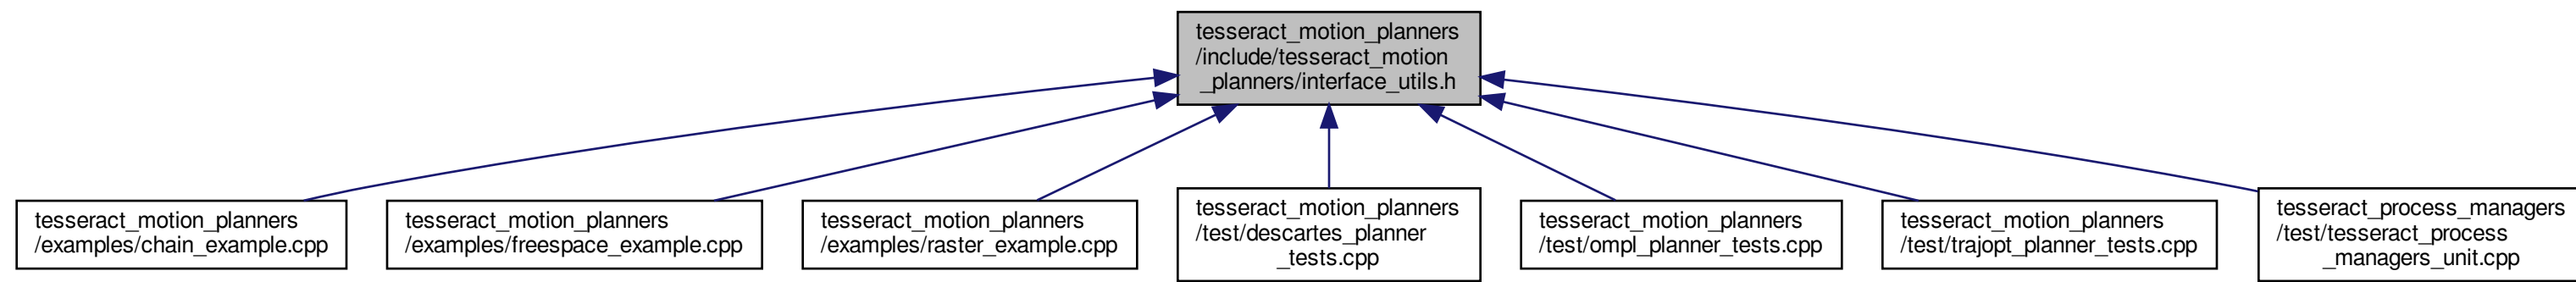 tesseract_motion_planners
/include/tesseract_motion
_planners/interface_utils.h
tesseract_motion_planners
/examples/chain_example.cpp
tesseract_motion_planners
/examples/freespace_example.cpp
tesseract_motion_planners
/examples/raster_example.cpp
tesseract_motion_planners
/test/descartes_planner
_tests.cpp
tesseract_motion_planners
/test/ompl_planner_tests.cpp
tesseract_motion_planners
/test/trajopt_planner_tests.cpp
tesseract_process_managers
/test/tesseract_process
_managers_unit.cpp